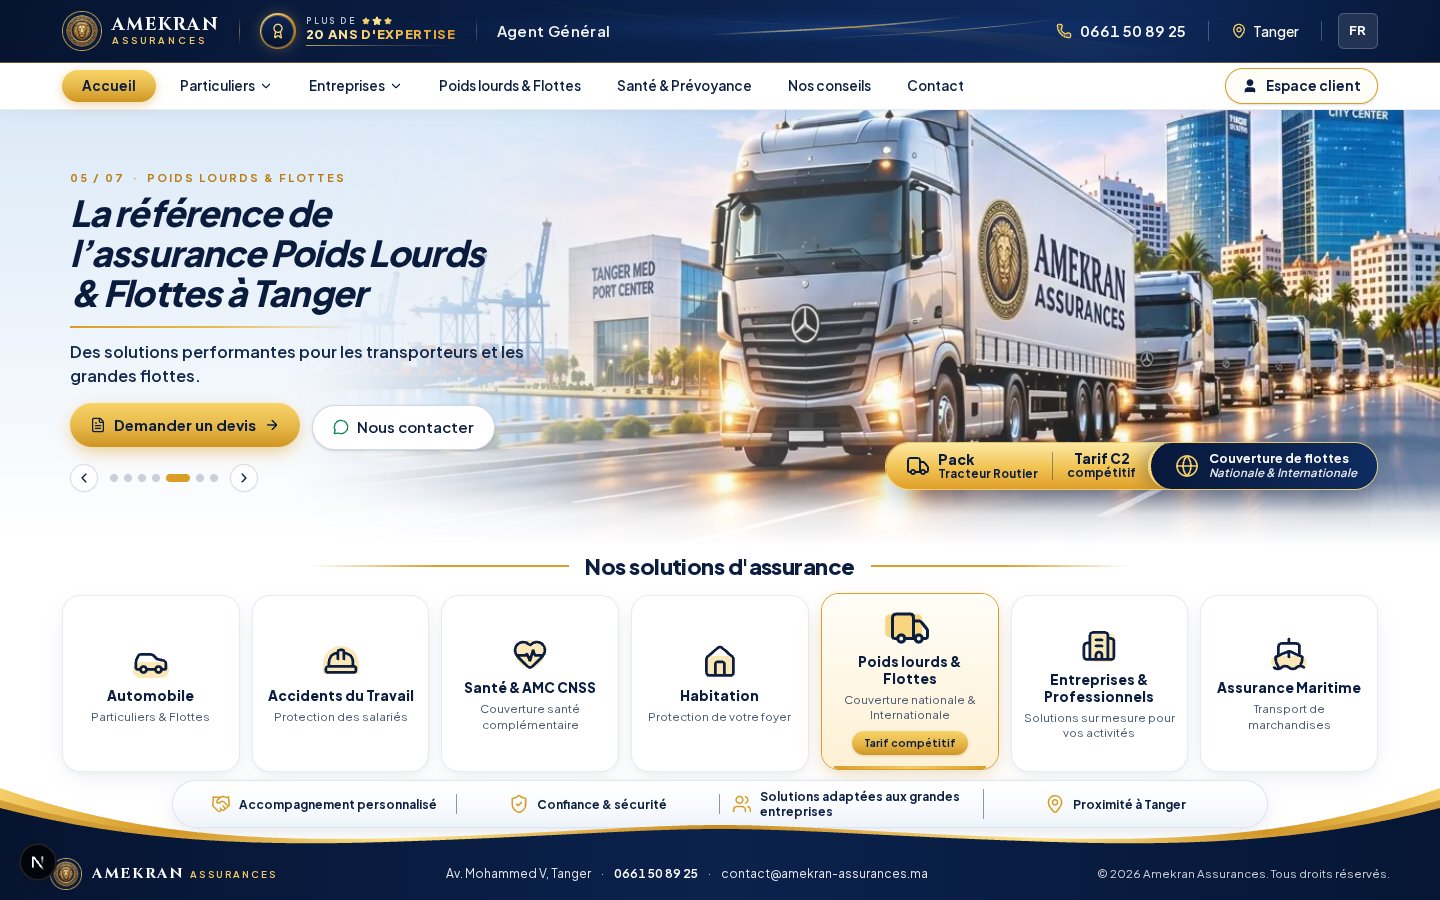 AMEKRAN
ASSURANCES
PLUS DE
20 ANS D'EXPERTISE
Agent Général
0661 50 89 25
Tanger
FR
Accueil
Particuliers
Entreprises
Poids lourds & Flottes
Santé & Prévoyance
Nos conseils
Contact
Espace client
CITY CENTER
05 / 07 · POIDS LOURDS & FLOTTES
La référence de
l’assurance Poids Lourds
& Flottes à Tanger
TANGER MED
PORT CENTER
AMEKRAN
ASSURANCES
Des solutions performantes pour les transporteurs et les
grandes flottes.
Demander un devis
Nous contacter
Pack
Tracteur Routier
Tarif C2
compétitif
Couverture de flottes
Nationale & Internationale
Nos solutions d'assurance
Automobile
Particuliers & Flottes
Accidents du Travail
Protection des salariés
Santé & AMC CNSS
Couverture santé
complémentaire
Habitation
Protection de votre foyer
Poids lourds &
Flottes
Couverture nationale &
Internationale
Tarif compétitif
Entreprises &
Professionnels
Solutions sur mesure pour
vos activités
Assurance Maritime
Transport de
marchandises
Accompagnement personnalisé
Confiance & sécurité
Solutions adaptées aux grandes
entreprises
Proximité à Tanger
N
AMEKRAN ASSURANCES
Av. Mohammed V, Tanger · 0661 50 89 25 · contact@amekran-assurances.ma
© 2026 Amekran Assurances. Tous droits réservés.